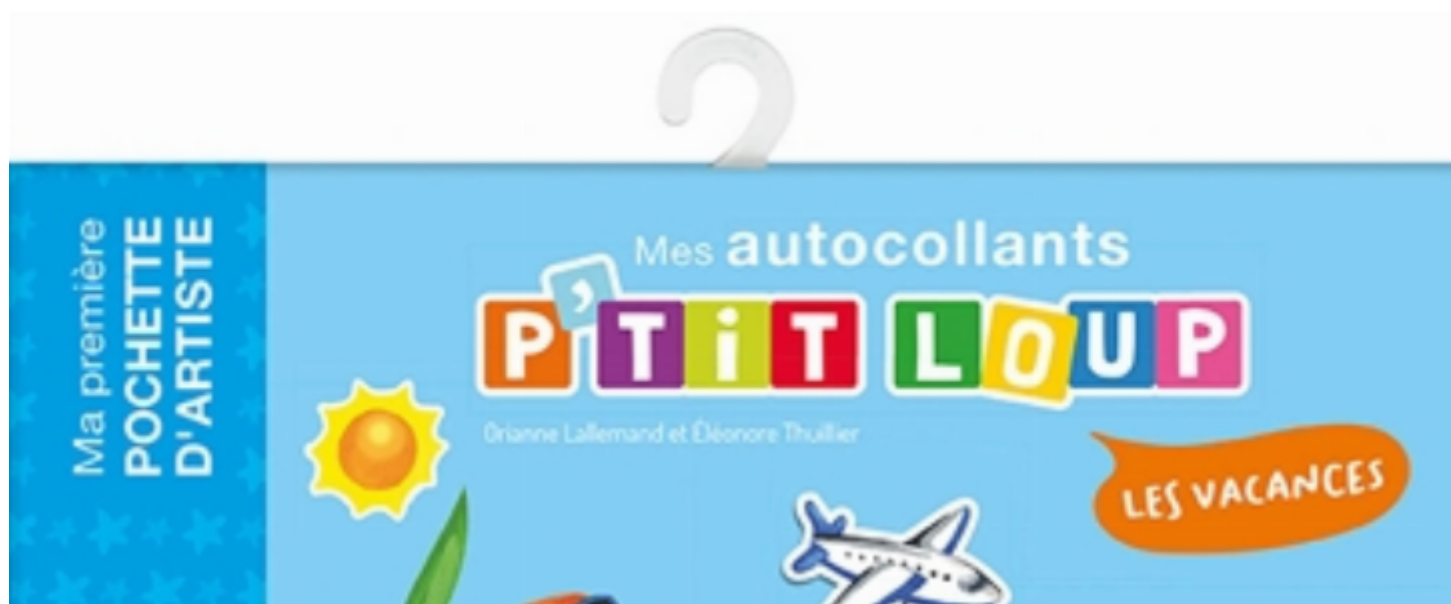 Ma première
POCHETTE
D'ARTISTE
Mes autocollants
P'TiT LOUP
Orianne Lallemand et Éléonore Thuillier
LES VACANCES